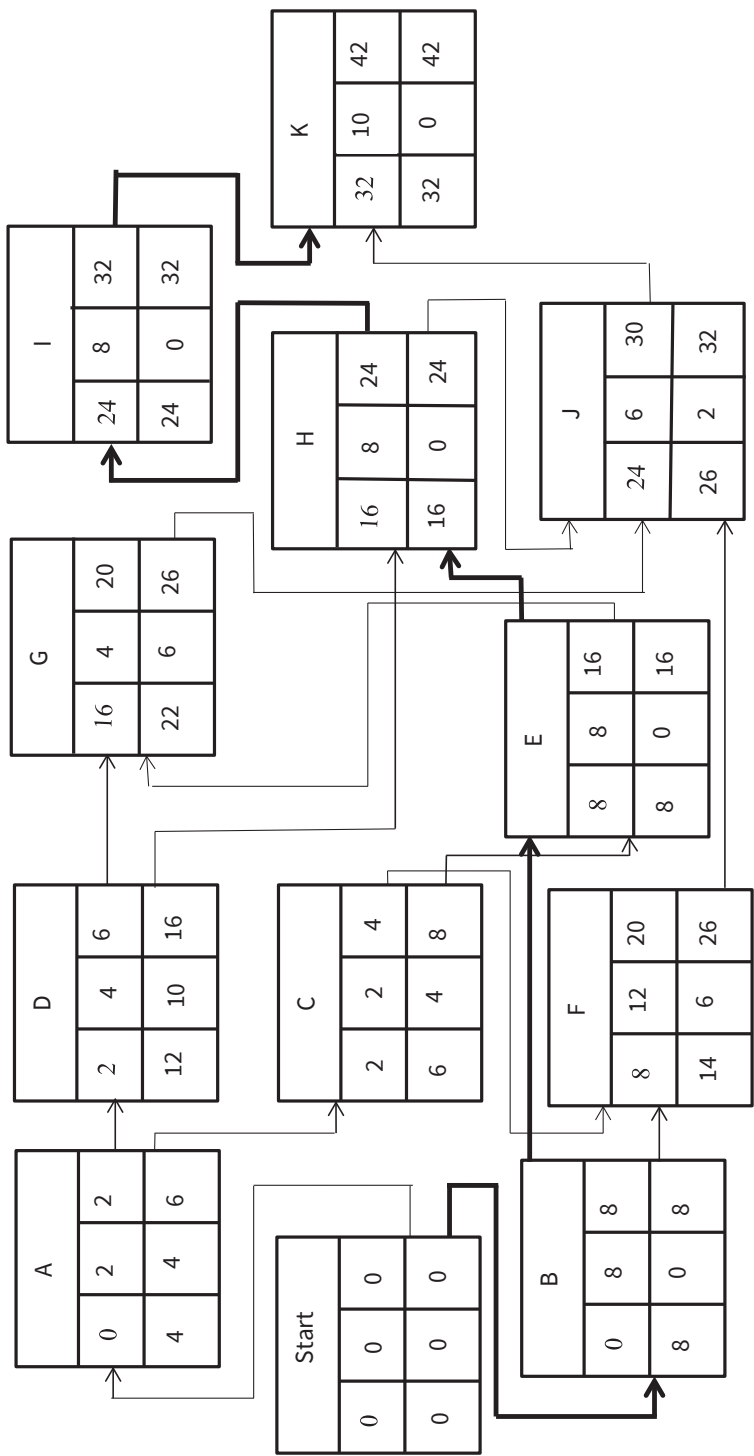 A
0 2 2
4 4 6
D
2 4 6
12 10 16
G
16 4 20
22 6 26
I
24 8 32
24 0 32
Start
0 0 0
0 0 0
C
2 2 4
6 4 8
H
16 8 24
16 0 24
K
32 10 42
32 0 42
B
0 8 8
8 0 8
F
8 12 20
14 6 26
E
8 8 16
8 0 16
J
24 6 30
26 2 32